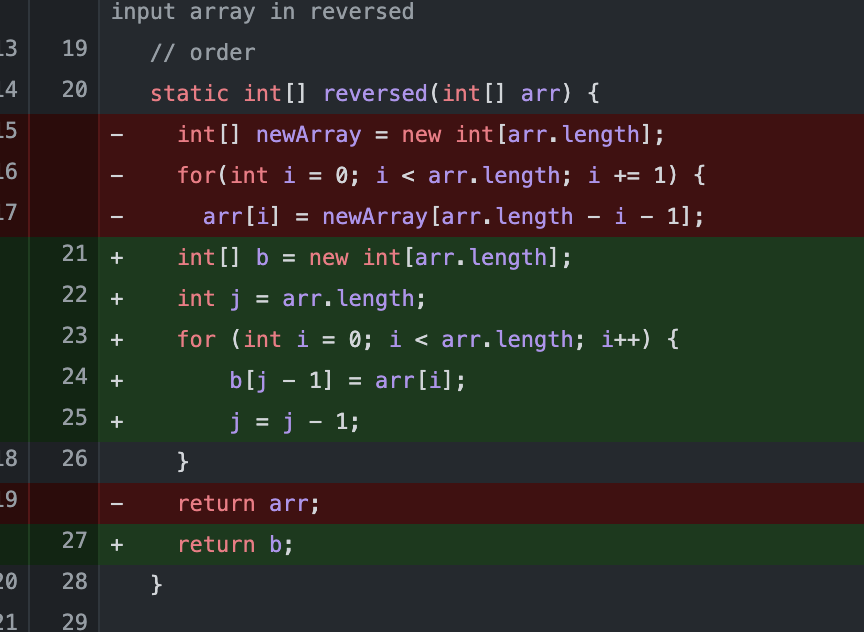 input array in reversed
13 19 // order
14 20 static int[] reversed(int[] arr) {
15 - int[] newArray = new int[arr.length];
16 - for(int i = 0; i < arr.length; i += 1) {
17 - arr[i] = newArray[arr.length - i - 1];
21 + int[] b = new int[arr.length];
22 + int j = arr.length;
23 + for (int i = 0; i < arr.length; i++) {
24 + b[j - 1] = arr[i];
25 + j = j - 1;
18 26 }
19 - return arr;
27 + return b;
20 28 }
21 29